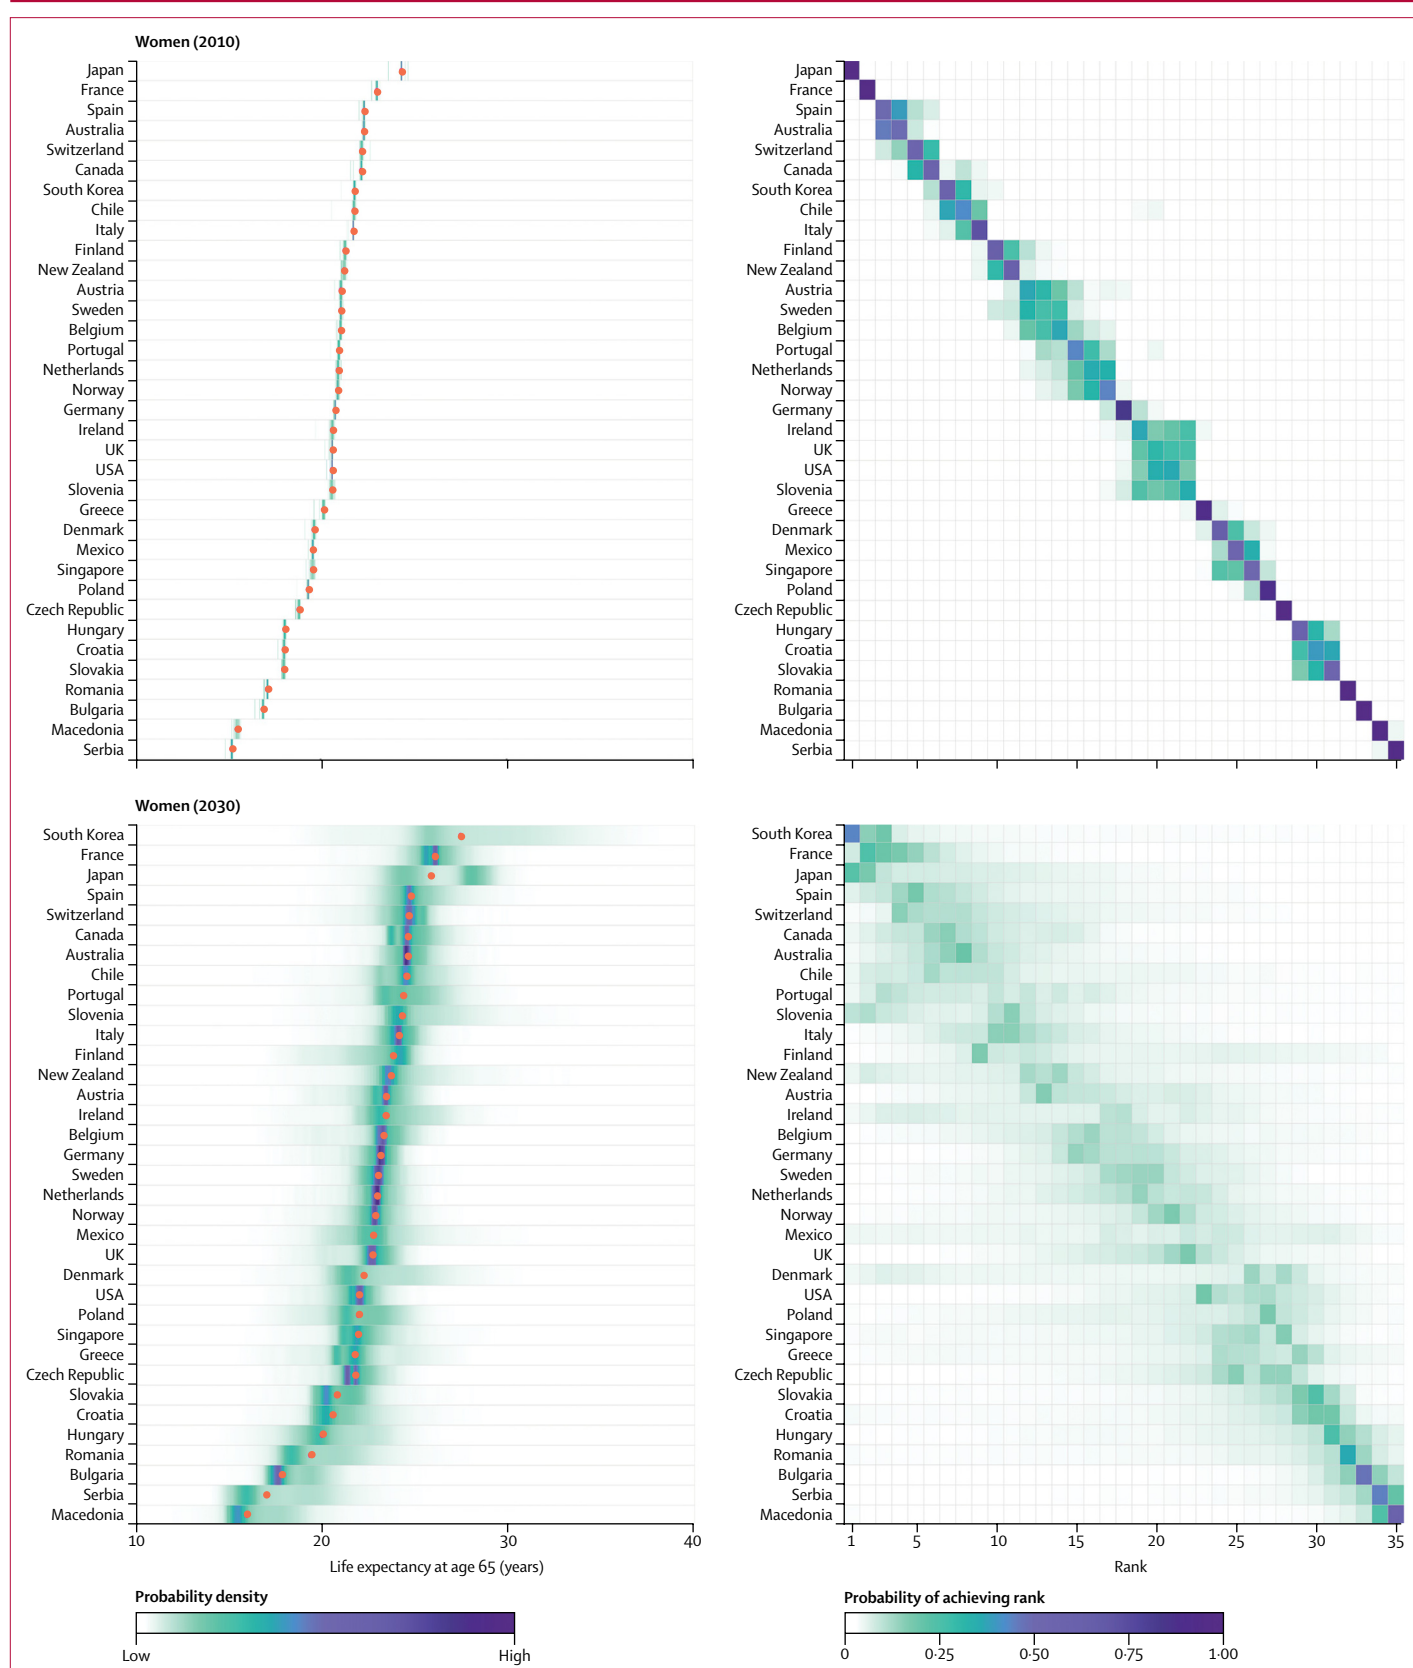 Women (2010)
Japan
France
Spain
Australia
Switzerland
Canada
South Korea
Chile
Italy
Finland
New Zealand
Austria
Sweden
Belgium
Portugal
Netherlands
Norway
Germany
Ireland
UK
USA
Slovenia
Greece
Denmark
Mexico
Singapore
Poland
Czech Republic
Hungary
Croatia
Slovakia
Romania
Bulgaria
Macedonia
Serbia
Japan
France
Spain
Australia
Switzerland
Canada
South Korea
Chile
Italy
Finland
New Zealand
Austria
Sweden
Belgium
Portugal
Netherlands
Norway
Germany
Ireland
UK
USA
Slovenia
Greece
Denmark
Mexico
Singapore
Poland
Czech Republic
Hungary
Croatia
Slovakia
Romania
Bulgaria
Macedonia
Serbia
Women (2030)
South Korea
France
Japan
Spain
Switzerland
Canada
Australia
Chile
Portugal
Slovenia
Italy
Finland
New Zealand
Austria
Ireland
Belgium
Germany
Sweden
Netherlands
Norway
Mexico
UK
Denmark
USA
Poland
Singapore
Greece
Czech Republic
Slovakia
Croatia
Hungary
Romania
Bulgaria
Serbia
Macedonia
10 20 30 40
Life expectancy at age 65 (years)
South Korea
France
Japan
Spain
Switzerland
Canada
Australia
Chile
Portugal
Slovenia
Italy
Finland
New Zealand
Austria
Ireland
Belgium
Germany
Sweden
Netherlands
Norway
Mexico
UK
Denmark
USA
Poland
Singapore
Greece
Czech Republic
Slovakia
Croatia
Hungary
Romania
Bulgaria
Serbia
Macedonia
1 5 10 15 20 25 30 35
Rank
Probability density
Low High
Probability of achieving rank
0 0·25 0·50 0·75 1·00